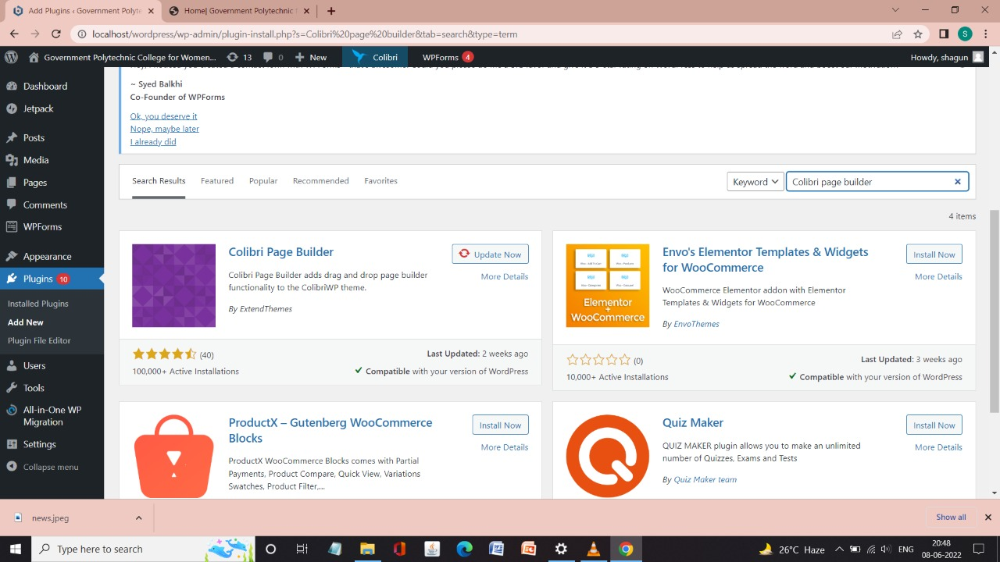 Add Plugins ‹ Government Polyte
Home| Government Polytechnic
localhost/wordpress/wp-admin/plugin-install.php?s=Colibri%20page%20builder&tab=search&type=term
S
Government Polytechnic College for Women...
13
0
New
Colibri
WPForms 4
Howdy, shagun
Dashboard
Jetpack
Posts
Media
Pages
Comments
WPForms
Appearance
Plugins 10
Installed Plugins
Add New
Plugin File Editor
Users
Tools
All-in-One WP
Migration
Settings
Collapse menu
~ Syed Balkhi
Co-Founder of WPForms
Ok, you deserve it
Nope, maybe later
I already did
Search Results
Featured
Popular
Recommended
Favorites
Keyword
Colibri page builder
4 items
Colibri Page Builder
Update Now
More Details
Colibri Page Builder adds drag and drop page builder
functionality to the ColibriWP theme.
By ExtendThemes
(40)
Last Updated: 2 weeks ago
100,000+ Active Installations
Compatible with your version of WordPress
Elementor
+
WooCommerce
Envo's Elementor Templates & Widgets
for WooCommerce
Install Now
More Details
WooCommerce Elementor addon with Elementor
Templates & Widgets for WooCommerce
By EnvoThemes
(0)
Last Updated: 3 weeks ago
10,000+ Active Installations
Compatible with your version of WordPress
ProductX – Gutenberg WooCommerce
Blocks
Install Now
More Details
ProductX WooCommerce Blocks comes with Partial
Payments, Product Compare, Quick View, Variations
Swatches, Product Filter,...
Quiz Maker
Install Now
More Details
QUIZ MAKER plugin allows you to make an unlimited
number of Quizzes, Exams and Tests
By Quiz Maker team
news.jpeg
Show all
Type here to search
26°C Haze
ENG
20:48
08-06-2022